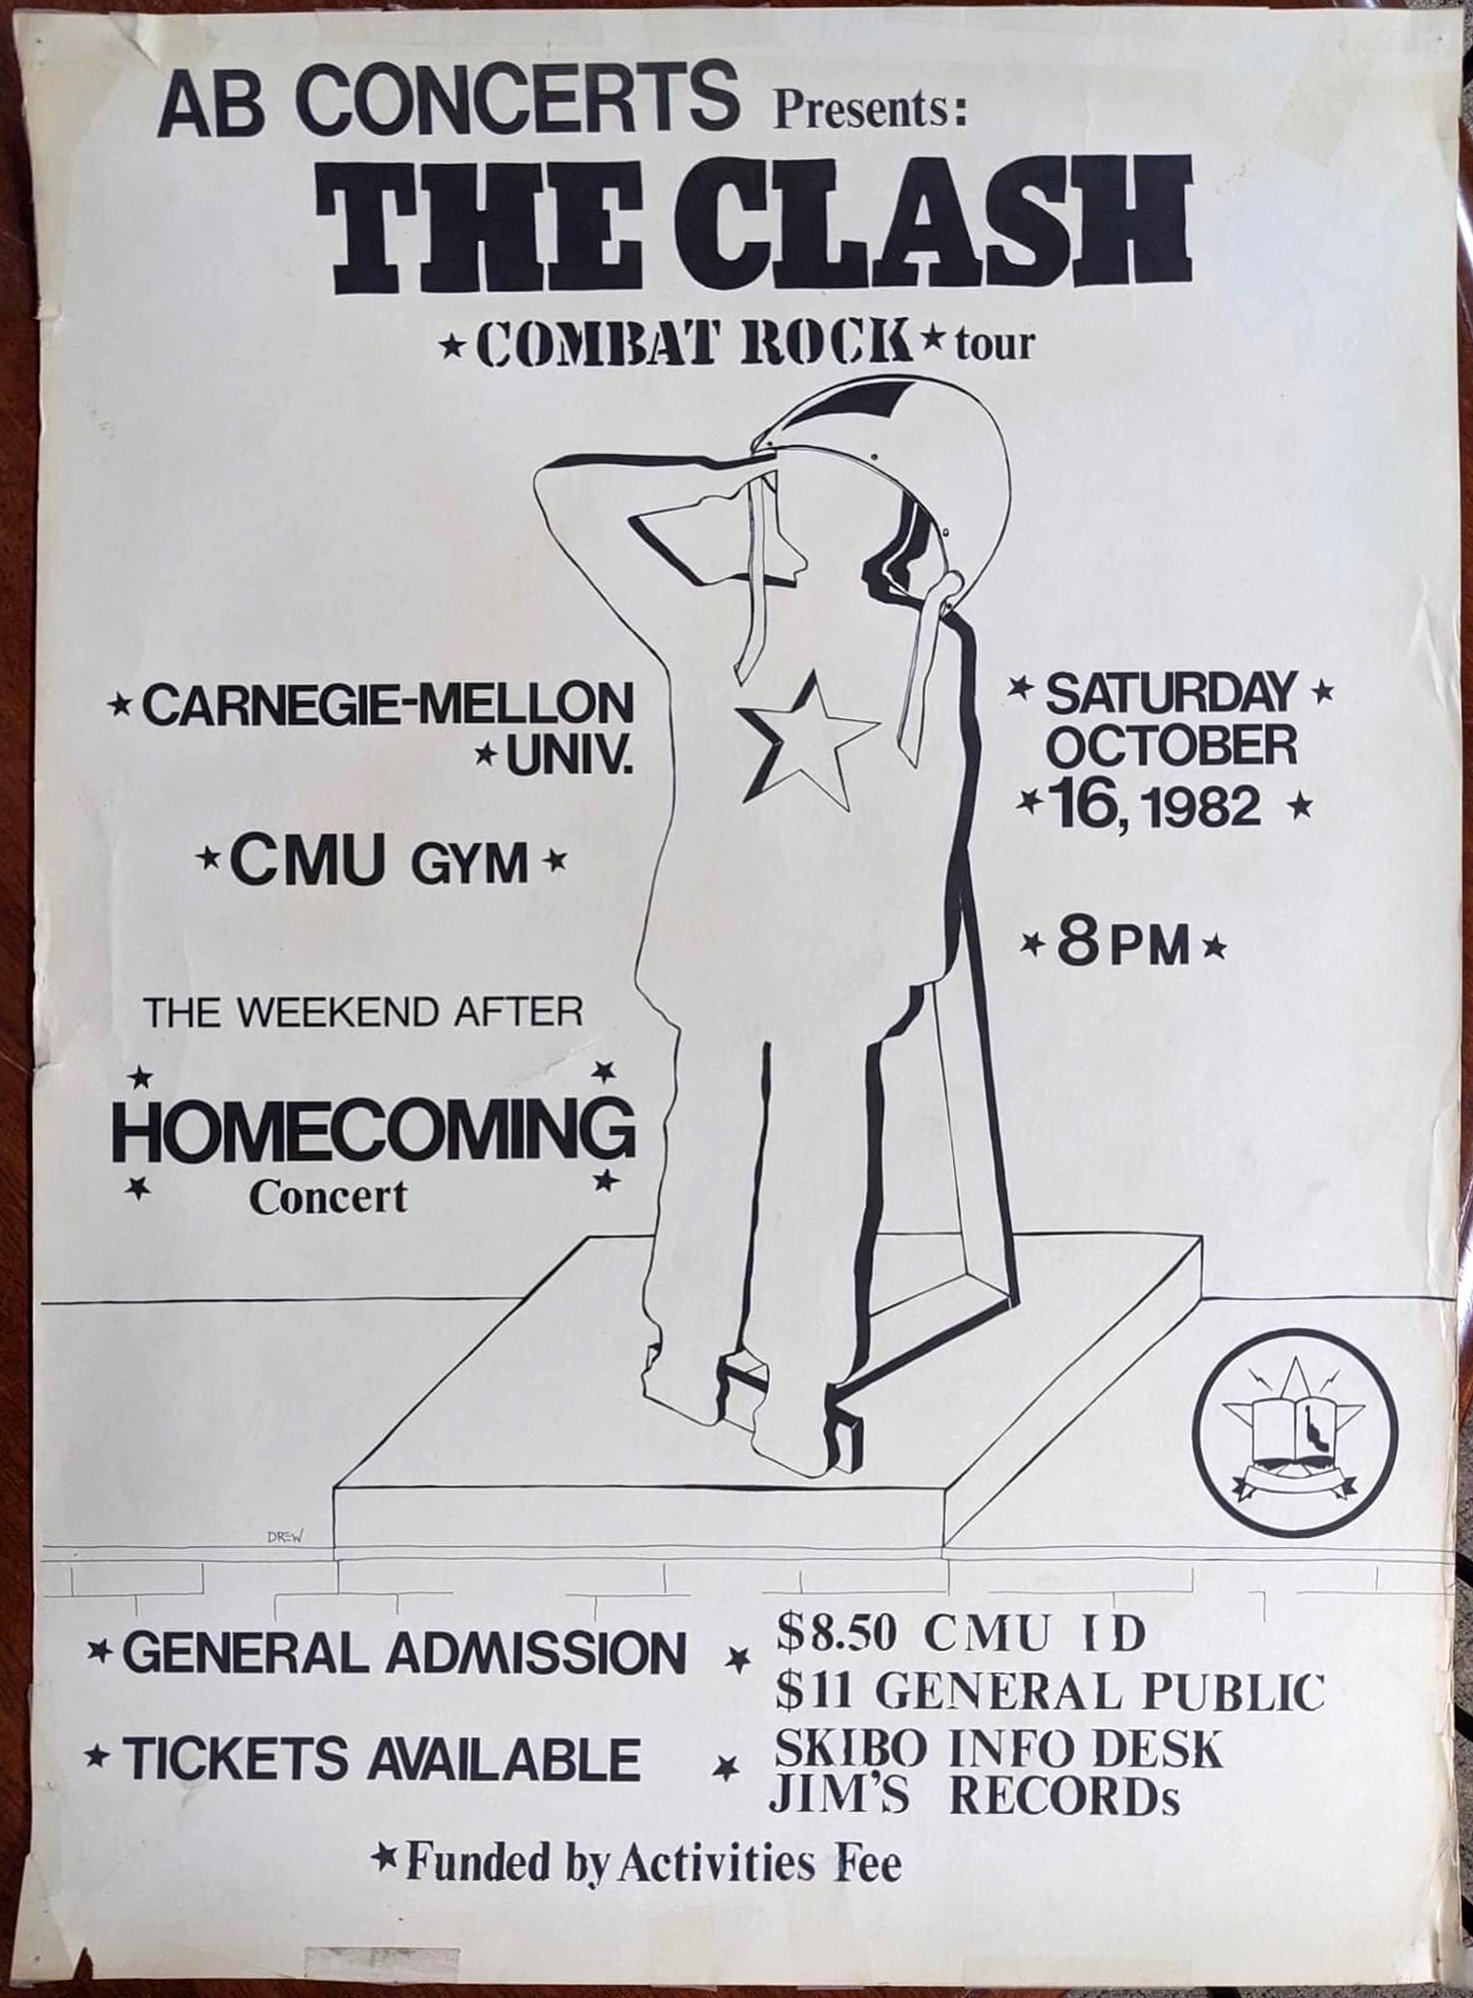 AB CONCERTS Presents:
THE CLASH
★COMBAT ROCK★tour
★CARNEGIE-MELLON
★UNIV.
★CMU GYM★
THE WEEKEND AFTER
HOMECOMING
Concert
★SATURDAY★
OCTOBER
★16, 1982★
★8PM★
DREW
★GENERAL ADMISSION ★ $8.50 CMU ID
$11 GENERAL PUBLIC
★TICKETS AVAILABLE ★ SKIBO INFO DESK
JIM'S RECORDs
★Funded by Activities Fee